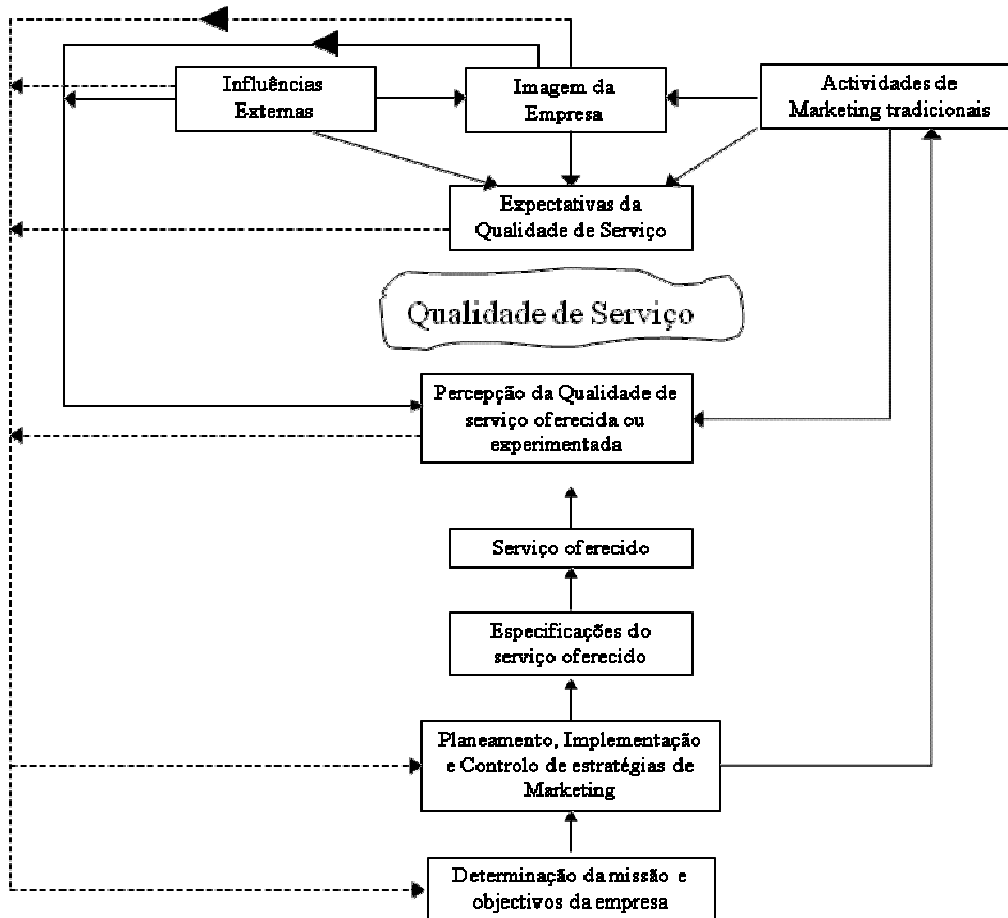 Influências
Externas
Imagem da
Empresa
Actividades de
Marketing tradicionais
Expectativas da
Qualidade de Serviço
Qualidade de Serviço
Percepção da Qualidade de
serviço oferecida ou
experimentada
Serviço oferecido
Especificações do
serviço oferecido
Planeamento, Implementação
e Controlo de estratégias de
Marketing
Determinação da missão e
objectivos da empresa